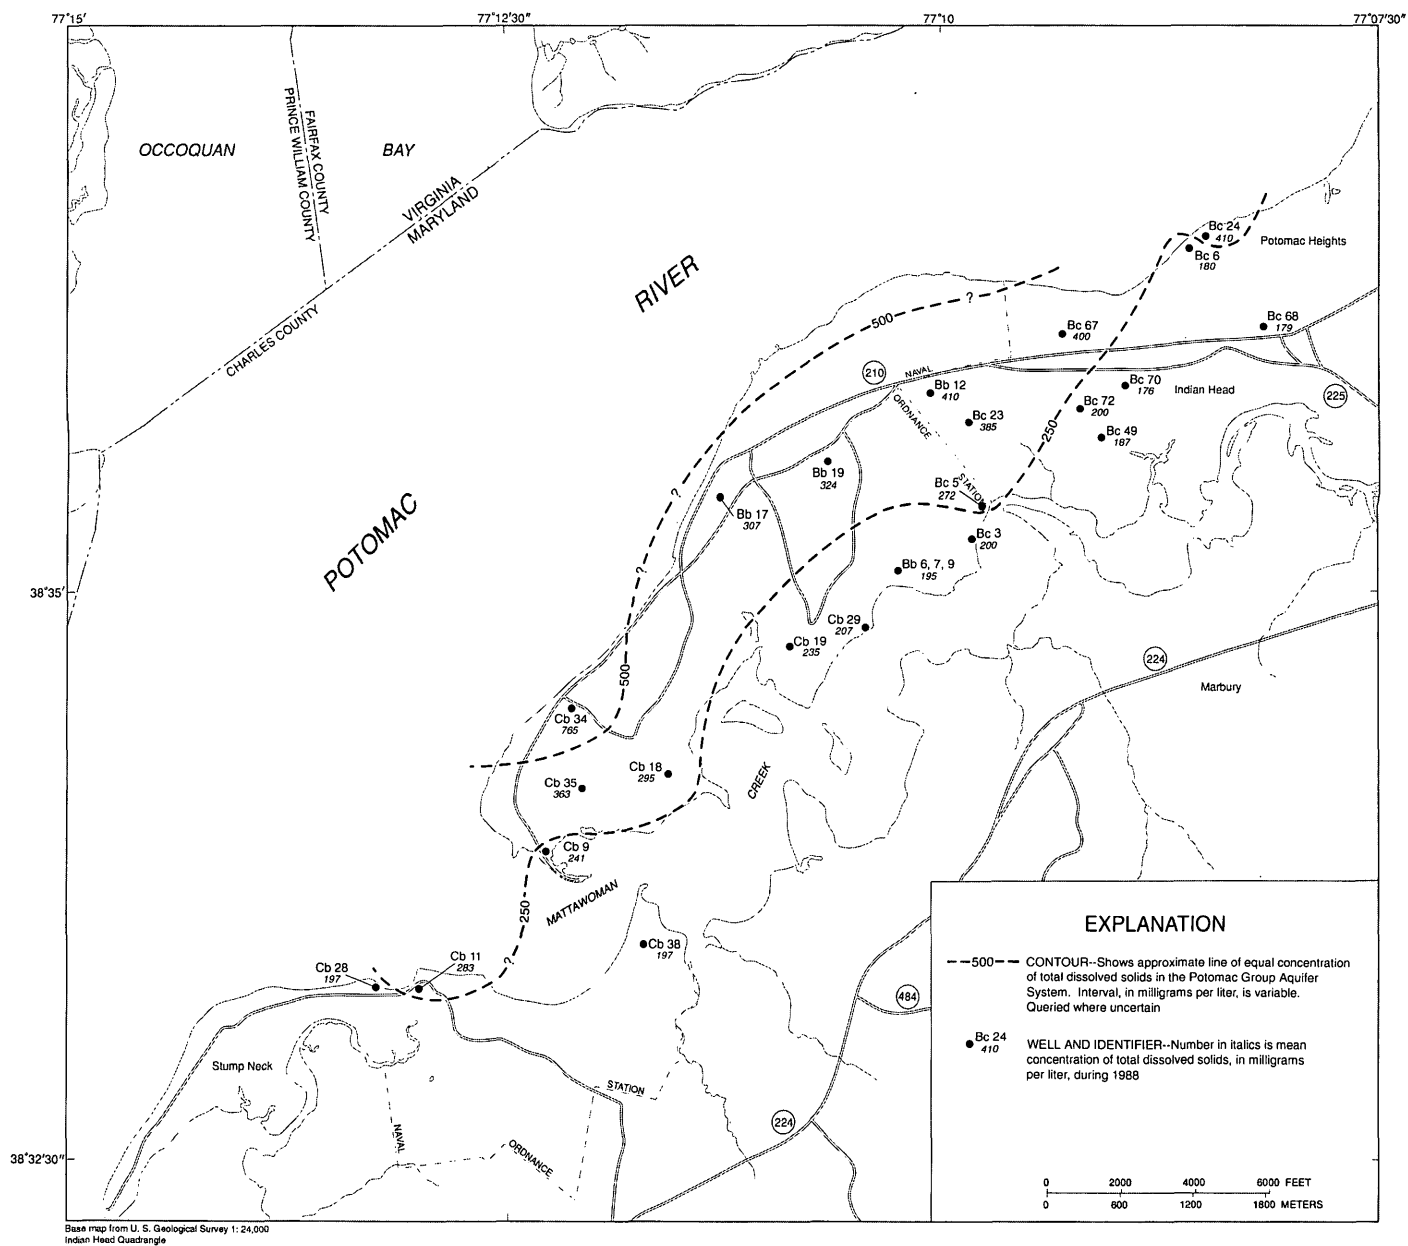 77°15'
77°12'30"
77°10'
77°07'30"
OCCOQUAN
BAY
FAIRFAX COUNTY
PRINCE WILLIAM COUNTY
VIRGINIA
MARYLAND
CHARLES COUNTY
RIVER
POTOMAC
Bc 24
410
Potomac Heights
Bc 6
180
?
500
Bc 67
400
Bc 68
179
210
NAVAL
ORDNANCE
STATION
Bb 12
410
Bc 70
176
Indian Head
225
Bc 72
200
Bc 23
385
250
Bc 49
187
Bb 19
324
Bc 5
272
?
Bb 17
307
Bc 3
200
?
Bb 6, 7, 9
195
38°35'
Cb 29
207
Cb 19
235
500
224
Marbury
Cb 34
765
Cb 18
295
Cb 35
363
CREEK
Cb 9
241
MATTAWOMAN
250
Cb 38
197
?
Cb 11
283
Cb 28
197
484
Stump Neck
STATION
NAVAL
ORDNANCE
224
38°32'30"
EXPLANATION
500
CONTOUR--Shows approximate line of equal concentration
of total dissolved solids in the Potomac Group Aquifer
System. Interval, in milligrams per liter, is variable.
Queried where uncertain
Bc 24
410
WELL AND IDENTIFIER--Number in italics is mean
concentration of total dissolved solids, in milligrams
per liter, during 1988
0 2000 4000 6000 FEET
0 600 1200 1800 METERS
Base map from U. S. Geological Survey 1: 24,000
Indian Head Quadrangle